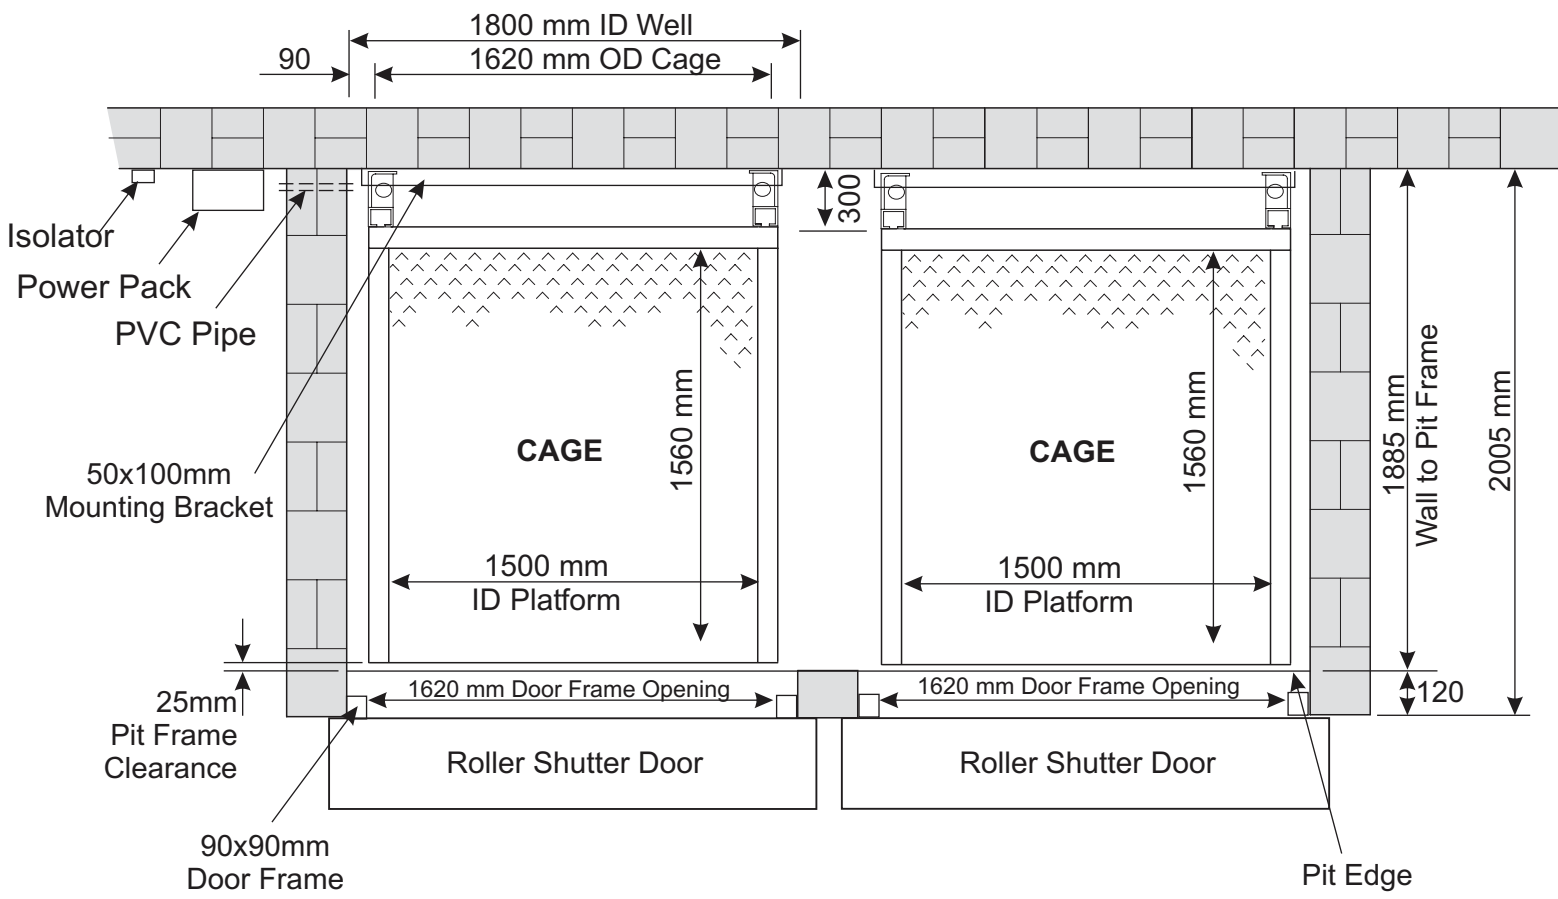 1800 mm ID Well
90
1620 mm OD Cage
300
Isolator
Power Pack
PVC Pipe
50x100mm
Mounting Bracket
CAGE
1560 mm
1500 mm
ID Platform
CAGE
1560 mm
1500 mm
ID Platform
1885 mm
Wall to Pit Frame
2005 mm
120
25mm
Pit Frame
Clearance
1620 mm Door Frame Opening
1620 mm Door Frame Opening
Roller Shutter Door
Roller Shutter Door
90x90mm
Door Frame
Pit Edge